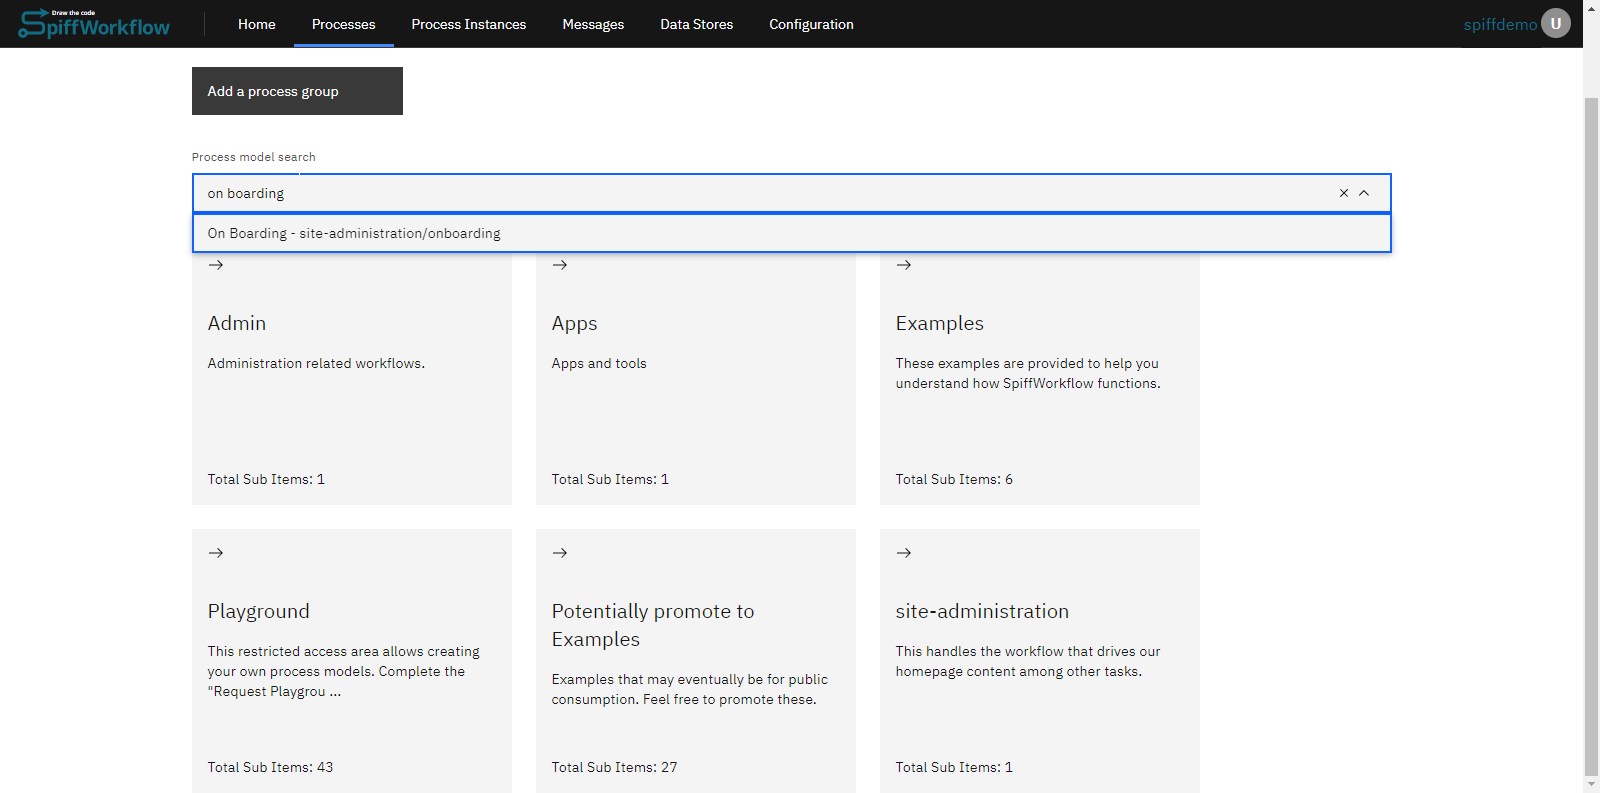 Draw the code
SpiffWorkflow
Home
Processes
Process Instances
Messages
Data Stores
Configuration
spiffdemo
U
Add a process group
Process model search
on boarding
On Boarding - site-administration/onboarding
Admin
Administration related workflows.
Total Sub Items: 1
Apps
Apps and tools
Total Sub Items: 1
Examples
These examples are provided to help you
understand how SpiffWorkflow functions.
Total Sub Items: 6
Playground
This restricted access area allows creating
your own process models. Complete the
"Request Playgrou ...
Total Sub Items: 43
Potentially promote to
Examples
Examples that may eventually be for public
consumption. Feel free to promote these.
Total Sub Items: 27
site-administration
This handles the workflow that drives our
homepage content among other tasks.
Total Sub Items: 1